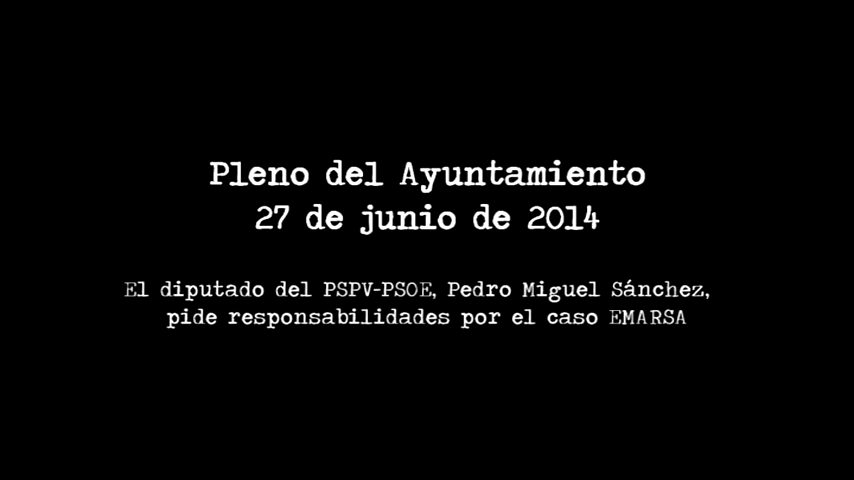 Pleno del Ayuntamiento
27 de junio de 2014
El diputado del PSPV-PSOE, Pedro Miguel Sánchez,
pide responsabilidades por el caso EMARSA